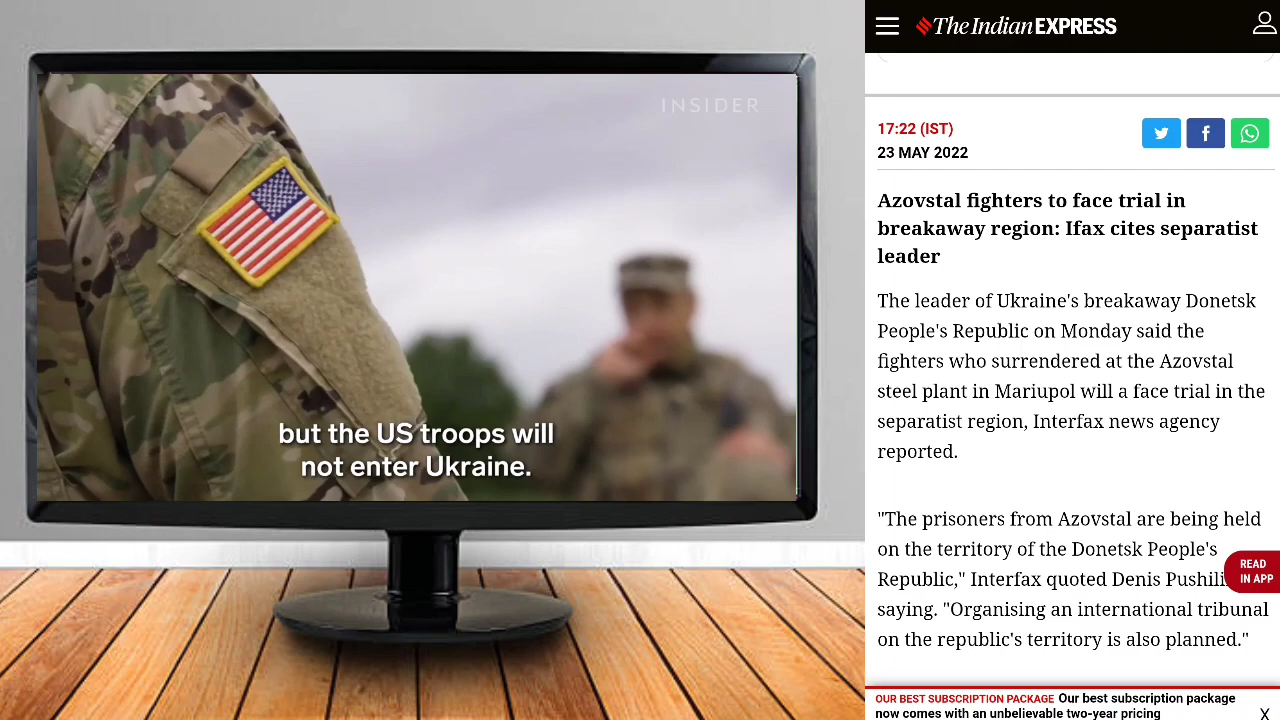 INSIDER
but the US troops will
not enter Ukraine.
The Indian EXPRESS
17:22 (IST)
23 MAY 2022
Azovstal fighters to face trial in
breakaway region: Ifax cites separatist
leader
The leader of Ukraine's breakaway Donetsk
People's Republic on Monday said the
fighters who surrendered at the Azovstal
steel plant in Mariupol will a face trial in the
separatist region, Interfax news agency
reported.
"The prisoners from Azovstal are being held
on the territory of the Donetsk People's
Republic," Interfax quoted Denis Pushili
saying. "Organising an international tribunal
on the republic's territory is also planned."
READ
IN APP
OUR BEST SUBSCRIPTION PACKAGE Our best subscription package
now comes with an unbelievable two-year pricing
X